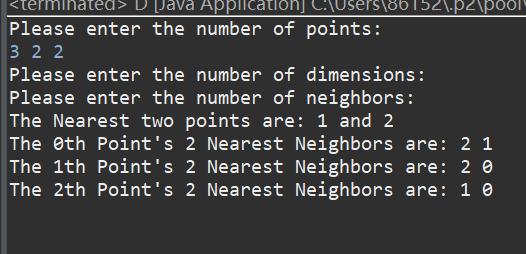 <terminated> D [Java Application] C:\Users\86152\.p2\pool\
Please enter the number of points:
3 2 2
Please enter the number of dimensions:
Please enter the number of neighbors:
The Nearest two points are: 1 and 2
The 0th Point's 2 Nearest Neighbors are: 2 1
The 1th Point's 2 Nearest Neighbors are: 2 0
The 2th Point's 2 Nearest Neighbors are: 1 0